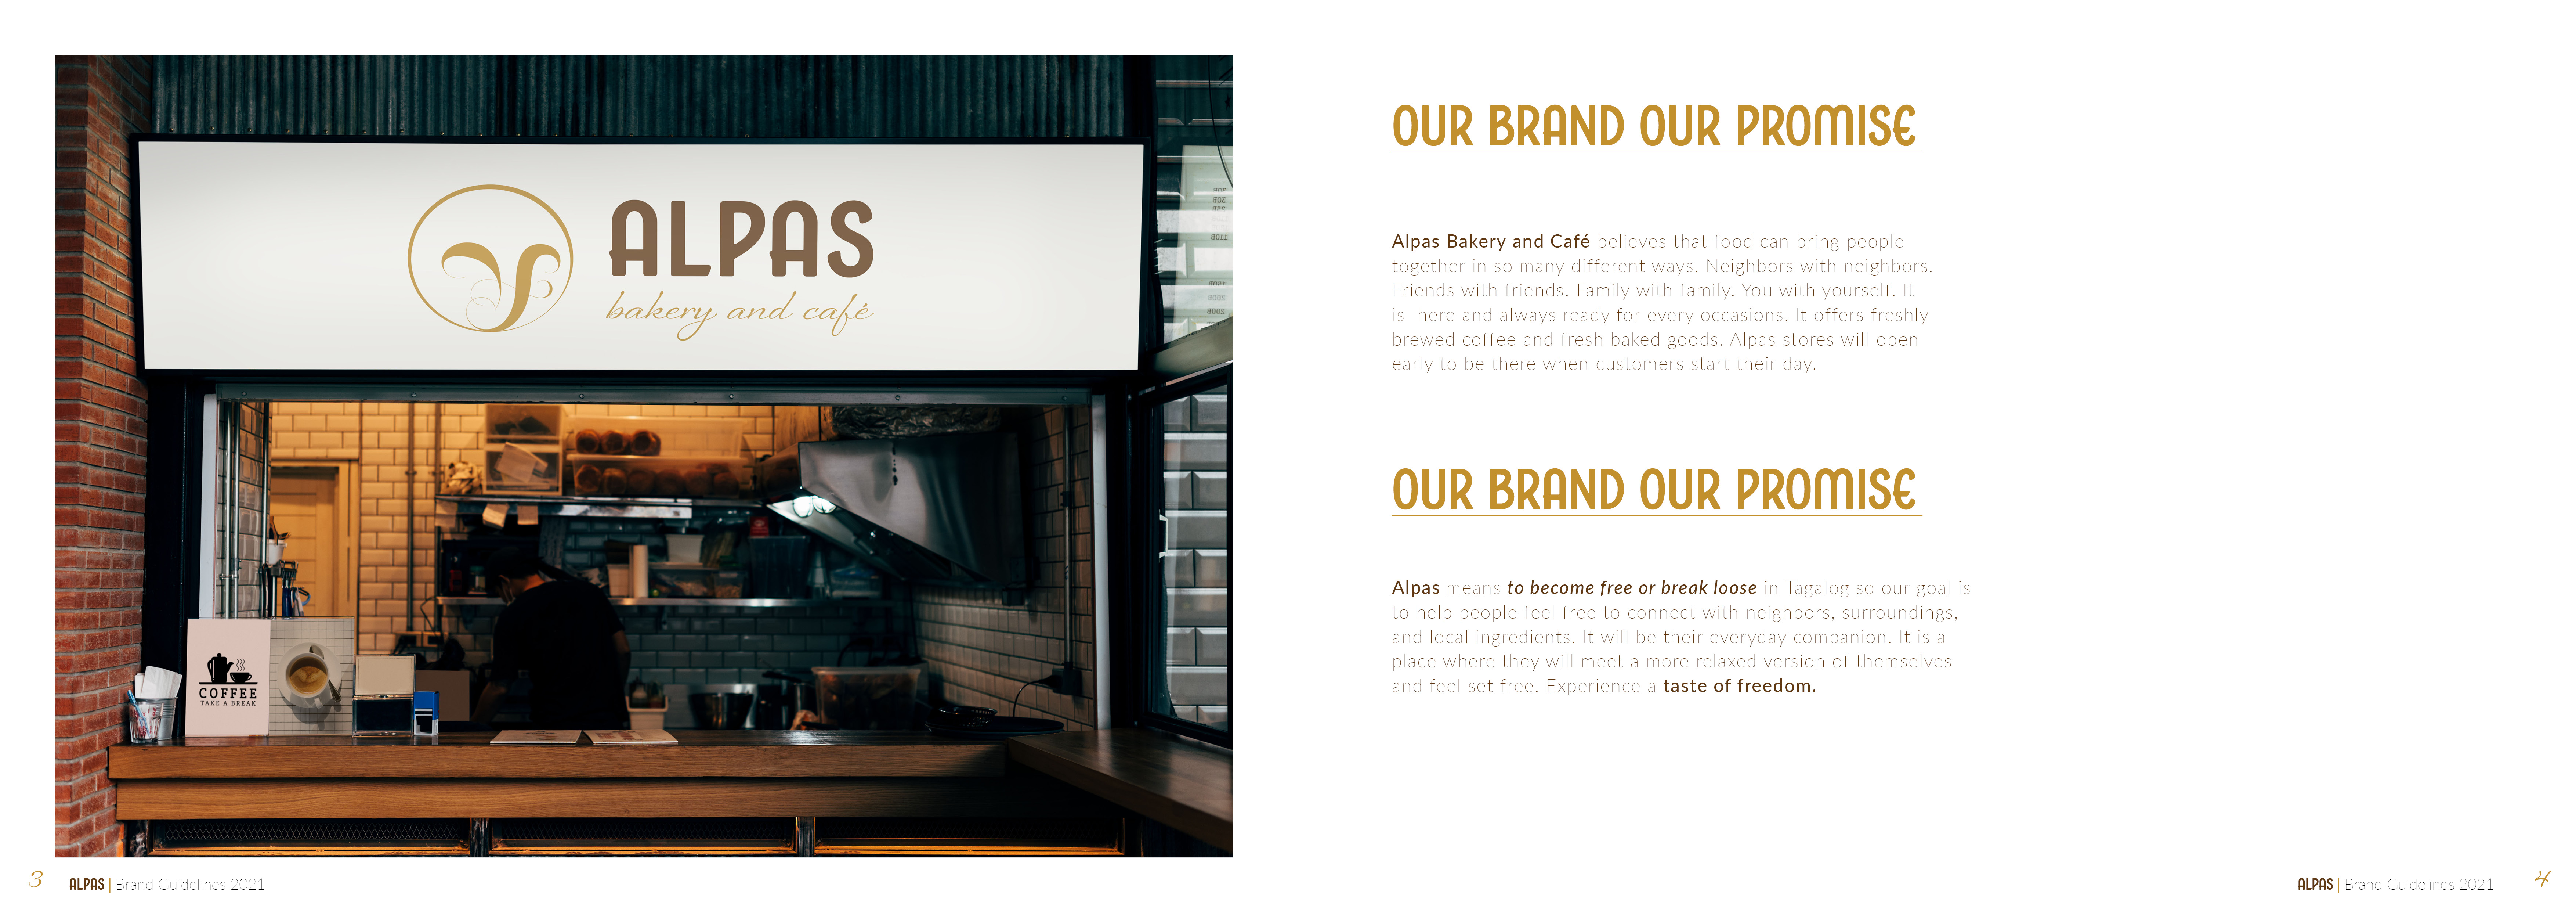 ALPAS
bakery and café
COFFEE
TAKE A BREAK
3
ALPAS | Brand Guidelines 2021
OUR BRAND OUR PROMISE
Alpas Bakery and Café believes that food can bring people
together in so many different ways. Neighbors with neighbors.
Friends with friends. Family with family. You with yourself. It
is  here and always ready for every occasions. It offers freshly
brewed coffee and fresh baked goods. Alpas stores will open
early to be there when customers start their day.
OUR BRAND OUR PROMISE
Alpas means to become free or break loose in Tagalog so our goal is
to help people feel free to connect with neighbors, surroundings,
and local ingredients. It will be their everyday companion. It is a
place where they will meet a more relaxed version of themselves
and feel set free. Experience a taste of freedom.
ALPAS | Brand Guidelines 2021
4